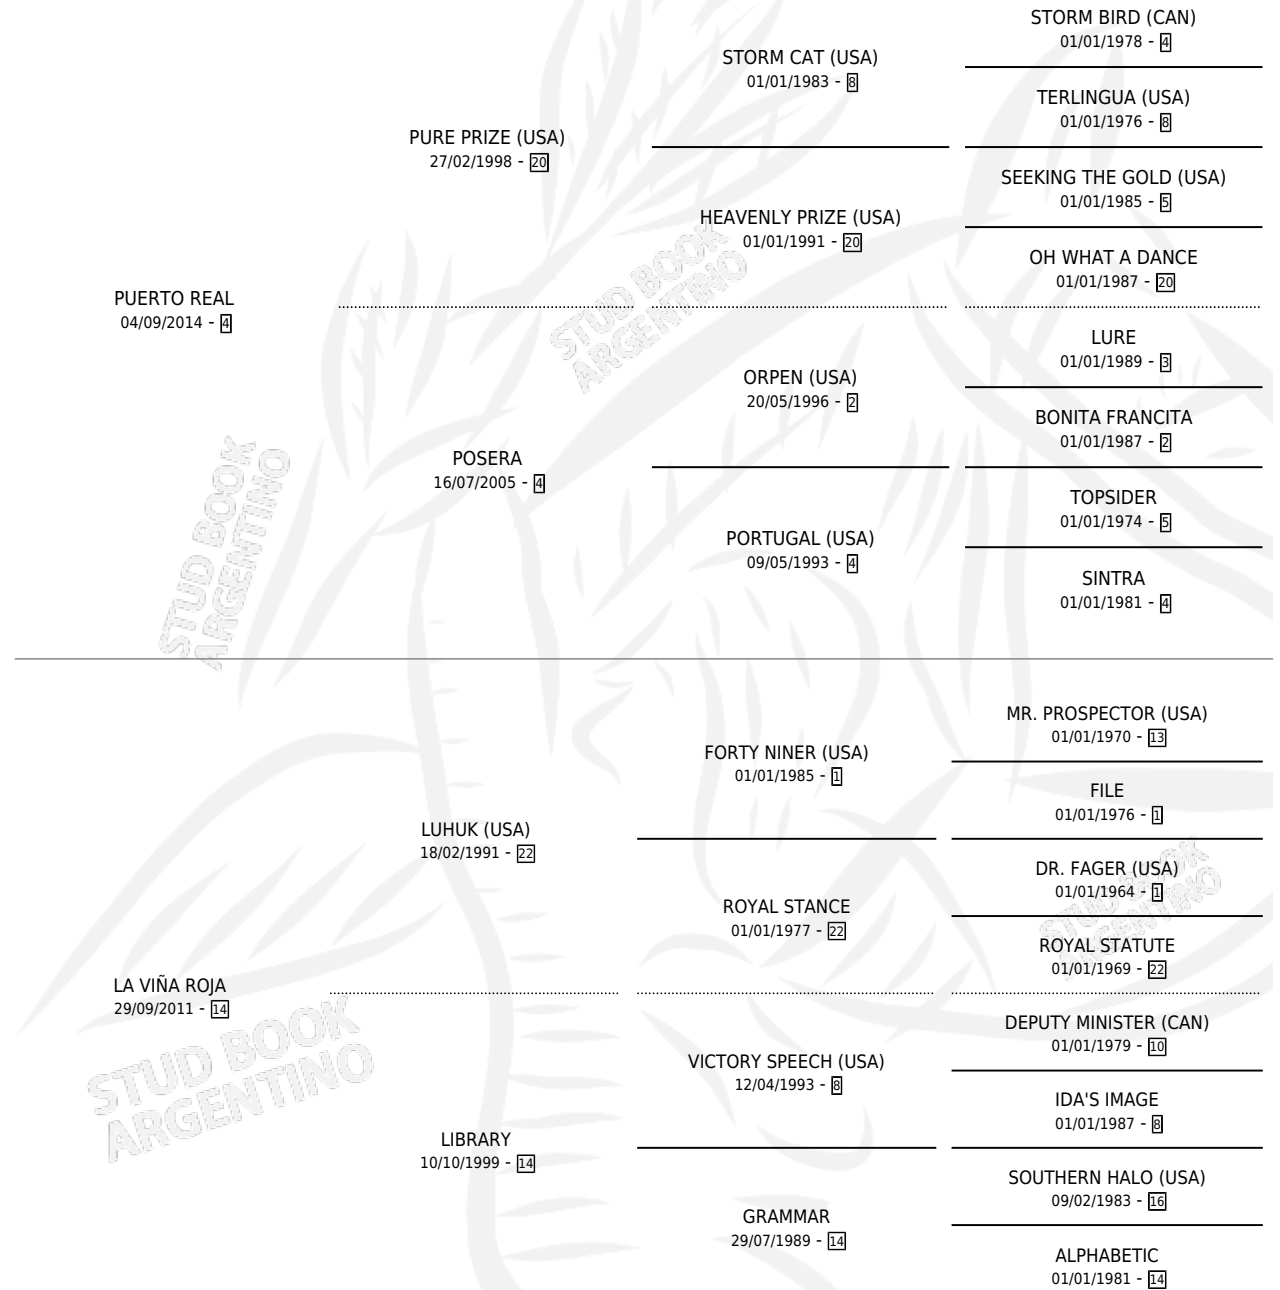 STORM BIRD (CAN)
01/01/1978 - 4
STORM CAT (USA)
01/01/1983 - 8
TERLINGUA (USA)
01/01/1976 - 8
PURE PRIZE (USA)
27/02/1998 - 20
SEEKING THE GOLD (USA)
01/01/1985 - 5
HEAVENLY PRIZE (USA)
01/01/1991 - 20
OH WHAT A DANCE
01/01/1987 - 20
PUERTO REAL
04/09/2014 - 4
LURE
01/01/1989 - 3
ORPEN (USA)
20/05/1996 - 2
BONITA FRANCITA
01/01/1987 - 2
POSERA
16/07/2005 - 4
TOPSIDER
01/01/1974 - 5
PORTUGAL (USA)
09/05/1993 - 4
SINTRA
01/01/1981 - 4
STUD BOOK
ARGENTINO
STUD BOOK
ARGENTINO
MR. PROSPECTOR (USA)
01/01/1970 - 13
FORTY NINER (USA)
01/01/1985 - 1
FILE
01/01/1976 - 1
LUHUK (USA)
18/02/1991 - 22
DR. FAGER (USA)
01/01/1964 - 1
ROYAL STANCE
01/01/1977 - 22
ROYAL STATUTE
01/01/1969 - 22
LA VIÑA ROJA
29/09/2011 - 14
DEPUTY MINISTER (CAN)
01/01/1979 - 10
VICTORY SPEECH (USA)
12/04/1993 - 8
IDA'S IMAGE
01/01/1987 - 8
LIBRARY
10/10/1999 - 14
SOUTHERN HALO (USA)
09/02/1983 - 16
GRAMMAR
29/07/1989 - 14
ALPHABETIC
01/01/1981 - 14
STUD BOOK
ARGENTINO
STUD BOOK
ARGENTINO